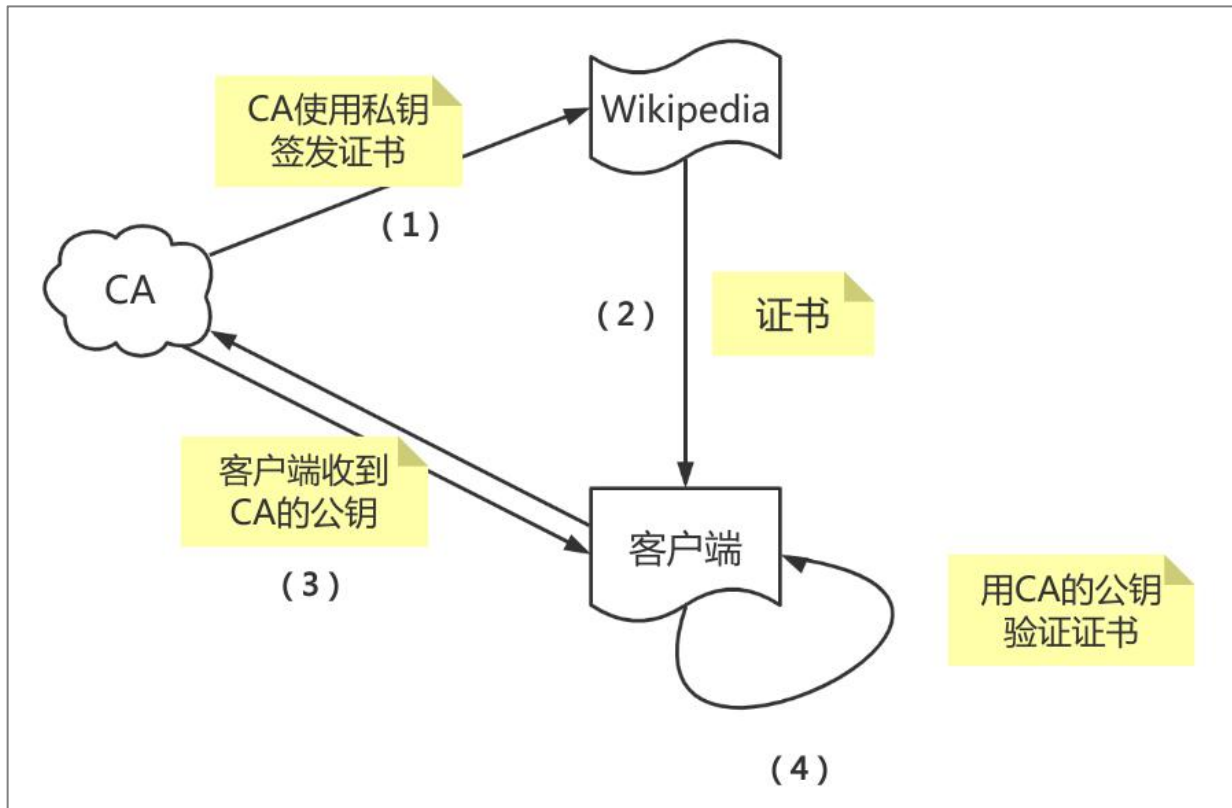 CA使用私钥
签发证书
Wikipedia
（1）
CA
（2）
证书
客户端收到
CA的公钥
（3）
客户端
用CA的公钥
验证证书
（4）